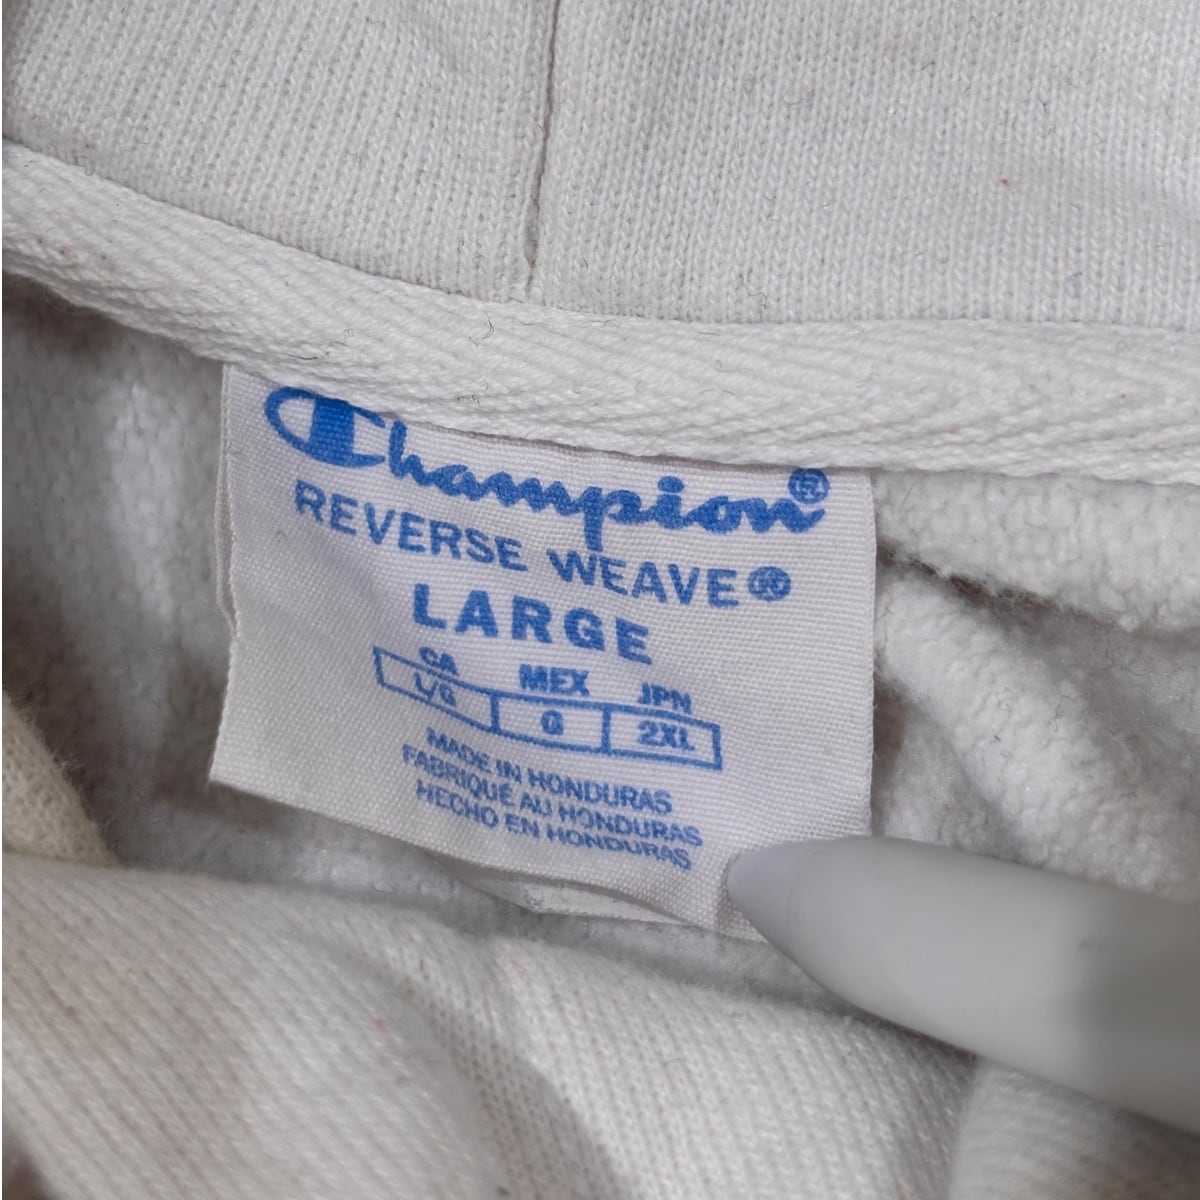 Champion®
REVERSE WEAVE®
LARGE
CA MEX JPN
L/G G 2XL
MADE IN HONDURAS
FABRIQUÉ AU HONDURAS
HECHO EN HONDURAS